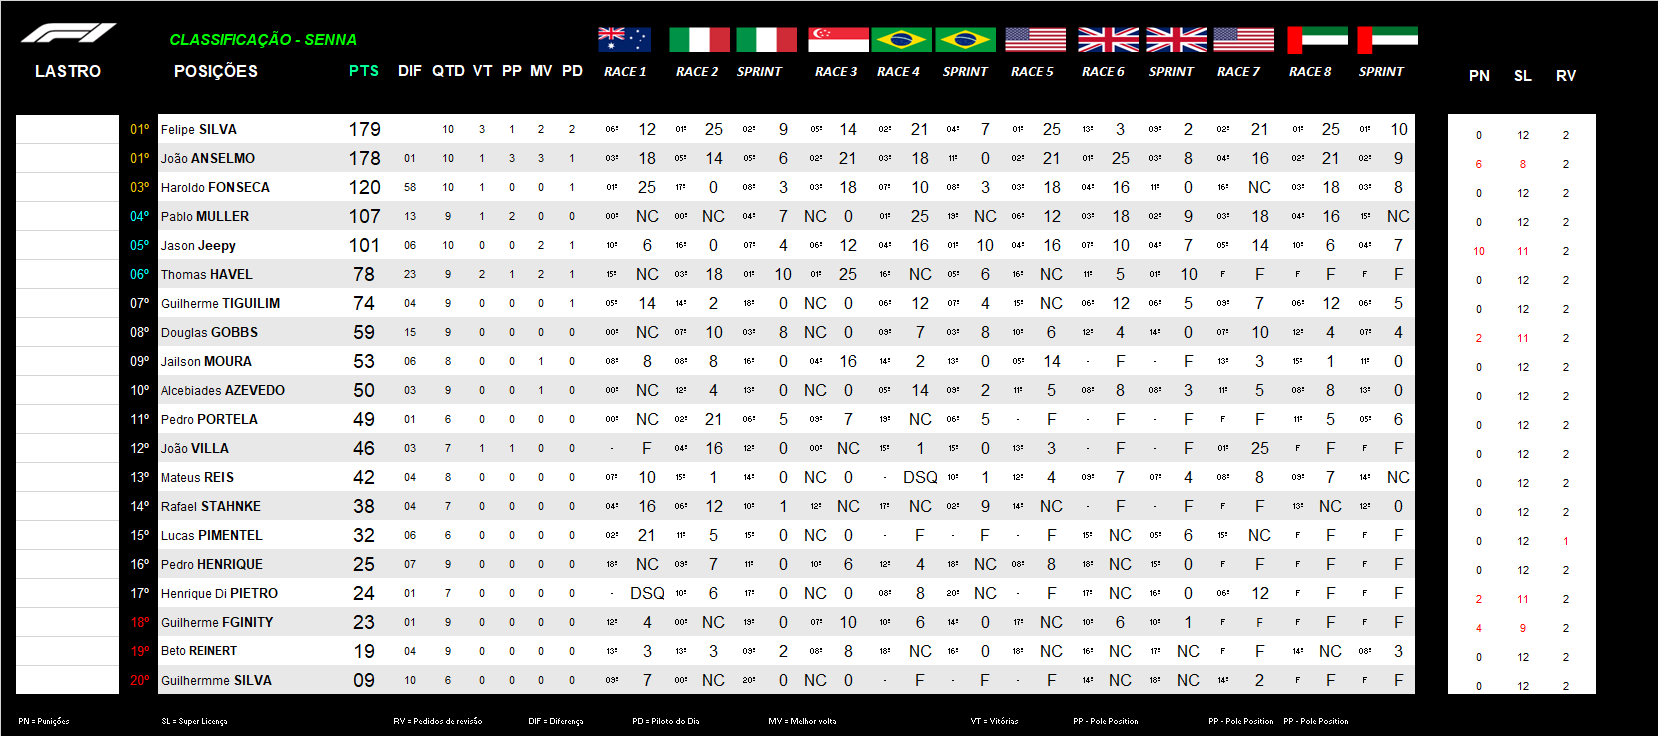 F1
CLASSIFICAÇÃO - SENNA
LASTRO POSIÇÕES PTS DIF QTD VT PP MV PD RACE 1 RACE 2 SPRINT RACE 3 RACE 4 SPRINT RACE 5 RACE 6 SPRINT RACE 7 RACE 8 SPRINT PN SL RV
01º Felipe SILVA 179 10 3 1 2 2 06º 12 01º 25 02º 9 05º 14 02º 21 04º 7 01º 25 13º 3 09º 2 02º 21 01º 25 01º 10 0 12 2
01º João ANSELMO 178 01 10 1 3 3 1 03º 18 05º 14 05º 6 02º 21 03º 18 11º 0 02º 21 01º 25 03º 8 04º 16 02º 21 02º 9 6 8 2
03º Haroldo FONSECA 120 58 10 1 0 0 1 01º 25 17º 0 08º 3 03º 18 07º 10 08º 3 03º 18 04º 16 11º 0 16º NC 03º 18 03º 8 0 12 2
04º Pablo MULLER 107 13 9 1 2 0 0 00º NC 00º NC 04º 7 NC 0 01º 25 19º NC 06º 12 03º 18 02º 9 03º 18 04º 16 15º NC 0 12 2
05º Jason Jeepy 101 06 10 0 0 2 1 10º 6 16º 0 07º 4 06º 12 04º 16 01º 10 04º 16 07º 10 04º 7 05º 14 10º 6 04º 7 10 11 2
06º Thomas HAVEL 78 23 9 2 1 2 1 15º NC 03º 18 01º 10 01º 25 16º NC 05º 6 16º NC 11º 5 01º 10 F F F F F F 0 12 2
07º Guilherme TIGUILIM 74 04 9 0 0 0 1 05º 14 14º 2 18º 0 NC 0 06º 12 07º 4 15º NC 06º 12 06º 5 09º 7 06º 12 06º 5 0 12 2
08º Douglas GOBBS 59 15 9 0 0 0 0 00º NC 07º 10 03º 8 NC 0 09º 7 03º 8 10º 6 12º 4 14º 0 07º 10 12º 4 07º 4 2 11 2
09º Jailson MOURA 53 06 8 0 0 1 0 08º 8 08º 8 16º 0 04º 16 14º 2 13º 0 05º 14 - F - F 13º 3 15º 1 11º 0 0 12 2
10º Alcebiades AZEVEDO 50 03 9 0 0 1 0 00º NC 12º 4 13º 0 NC 0 05º 14 09º 2 11º 5 08º 8 08º 3 11º 5 08º 8 13º 0 0 12 2
11º Pedro PORTELA 49 01 6 0 0 0 0 00º NC 02º 21 06º 5 09º 7 19º NC 06º 5 - F - F - F F F 11º 5 05º 6 0 12 2
12º João VILLA 46 03 7 1 1 0 0 - F 04º 16 12º 0 00º NC 15º 1 15º 0 13º 3 - F - F 01º 25 F F F F 0 12 2
13º Mateus REIS 42 04 8 0 0 0 0 07º 10 15º 1 14º 0 NC 0 - DSQ 10º 1 12º 4 09º 7 07º 4 08º 8 09º 7 14º NC 0 12 2
14º Rafael STAHNKE 38 04 7 0 0 0 0 04º 16 06º 12 10º 1 12º NC 17º NC 02º 9 14º NC - F - F F F 13º NC 12º 0 0 12 2
15º Lucas PIMENTEL 32 06 6 0 0 0 0 02º 21 11º 5 15º 0 NC 0 - F - F - F 15º NC 05º 6 15º NC F F F F 0 12 1
16º Pedro HENRIQUE 25 07 9 0 0 0 0 18º NC 09º 7 11º 0 10º 6 12º 4 18º NC 08º 8 18º NC 15º 0 F F F F F F 0 12 2
17º Henrique Di PIETRO 24 01 7 0 0 0 0 - DSQ 10º 6 17º 0 NC 0 08º 8 20º NC - F 17º NC 16º 0 06º 12 F F F F 2 11 2
18º Guilherme FGINITY 23 01 9 0 0 0 0 12º 4 00º NC 19º 0 07º 10 10º 6 14º 0 17º NC 10º 6 10º 1 F F F F F F 4 9 2
19º Beto REINERT 19 04 9 0 0 0 0 13º 3 13º 3 09º 2 08º 8 18º NC 16º 0 18º NC 16º NC 17º NC F F 14º NC 08º 3 0 12 2
20º Guilhermme SILVA 09 10 6 0 0 0 0 09º 7 00º NC 20º 0 NC 0 - F - F - F 14º NC 18º NC 14º 2 F F F F 0 12 2
PN = Punições SL = Super Licença RV = Pedidos de revisão DIF = Diferença PD = Piloto do Dia MV = Melhor volta VT = Vitórias PP - Pole Position PP - Pole Position PP - Pole Position